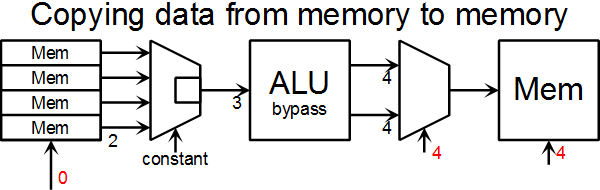 Copying data from memory to memory
Mem
Mem
Mem
Mem
2
0
constant
3
ALU
bypass
4
4
4
Mem
4